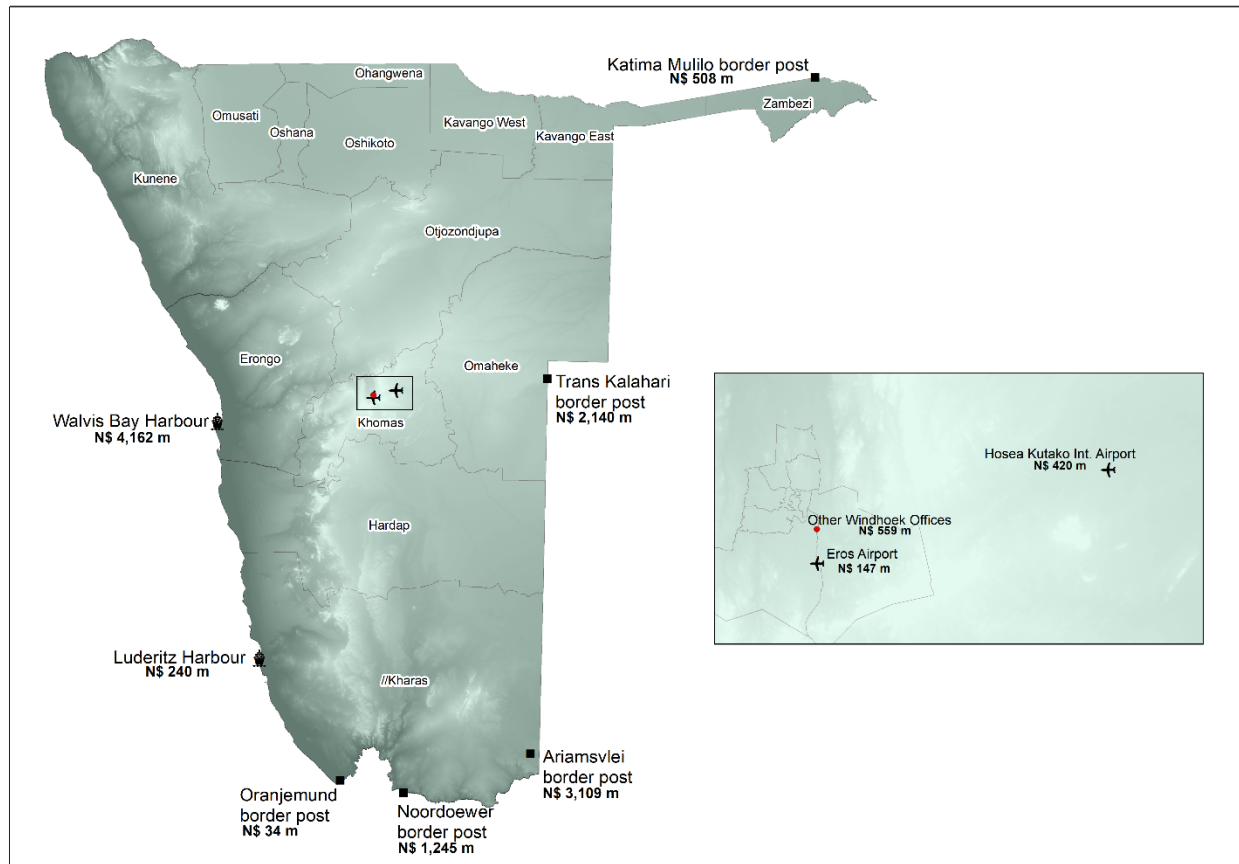 Katima Mulilo border post
N$ 508 m
Ohangwena
Zambezi
Omusati
Oshana
Oshikoto
Kavango West
Kavango East
Kunene
Otjozondjupa
Erongo
Omaheke
Trans Kalahari
border post
N$ 2,140 m
Walvis Bay Harbour
N$ 4,162 m
Khomas
Hosea Kutako Int. Airport
N$ 420 m
Other Windhoek Offices
N$ 559 m
Eros Airport
N$ 147 m
Hardap
Luderitz Harbour
N$ 240 m
//Kharas
Ariamsvlei
border post
N$ 3,109 m
Oranjemund
border post
N$ 34 m
Noordoewer
border post
N$ 1,245 m